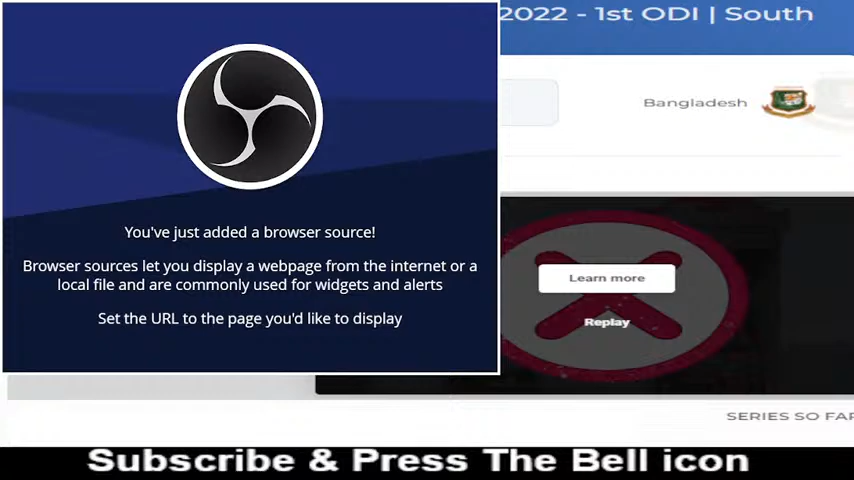 2022 - 1st ODI | South
Bangladesh
You've just added a browser source!
Browser sources let you display a webpage from the internet or a
local file and are commonly used for widgets and alerts
Set the URL to the page you'd like to display
Learn more
Replay
SERIES SO FAR
Subscribe & Press The Bell icon